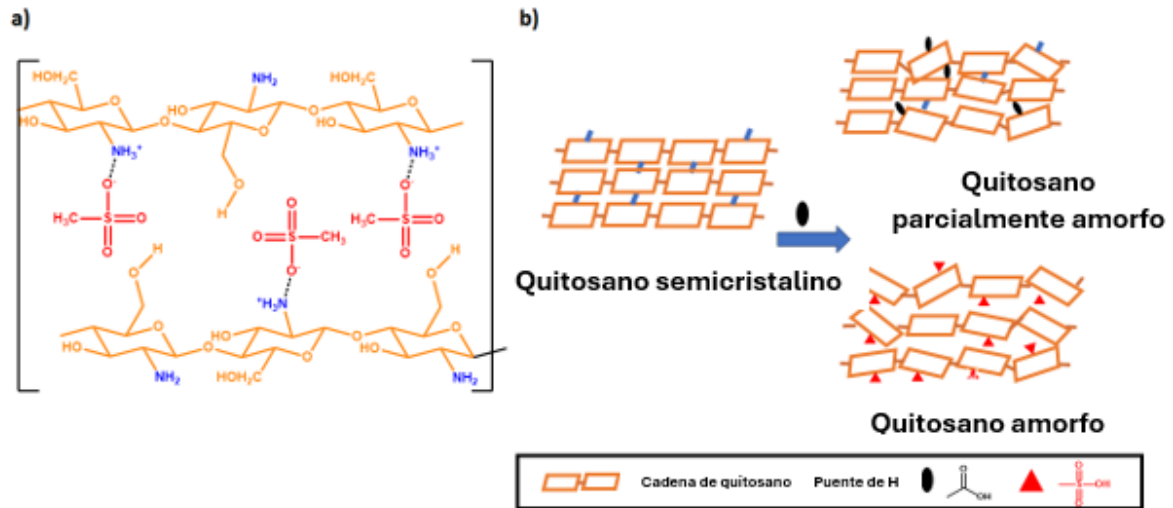 a)
HOH₂C
NH₂
HOH₂C
O
HO
O
O
HO
O
O
HO
O
HO
NH₃⁺
NH₃⁺
O
H
O⁻
O⁻
H₃C
S
O
O
O
S
CH₃
O⁻
H₃C
S
O
O
O
H
O
⁺H₃N
H
O
O
O
HO
O
HO
O
HO
O
NH₂
HOH₂C
NH₂
b)
Quitosano semicristalino
Quitosano
parcialmente amorfo
Quitosano amorfo
Cadena de quitosano
Puente de H
O
OH
O
S
OH
O